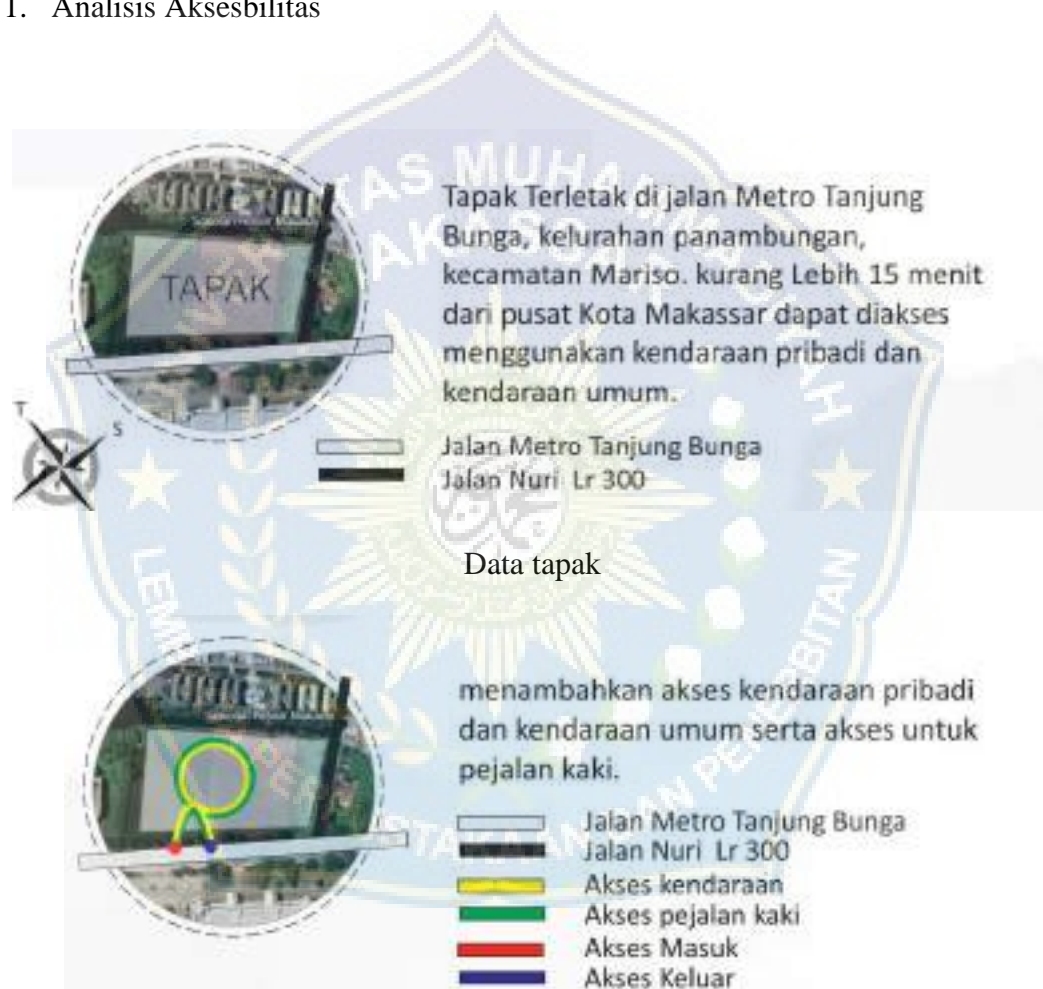 1. Analisis Aksesbilitas
TAPAK
Tapak Terletak di jalan Metro Tanjung
Bunga, kelurahan panambungan,
kecamatan Mariso. kurang Lebih 15 menit
dari pusat Kota Makassar dapat diakses
menggunakan kendaraan pribadi dan
kendaraan umum.
T
S
Jalan Metro Tanjung Bunga
Jalan Nuri Lr 300
Data tapak
menambahkan akses kendaraan pribadi
dan kendaraan umum serta akses untuk
pejalan kaki.
Jalan Metro Tanjung Bunga
Jalan Nuri Lr 300
Akses kendaraan
Akses pejalan kaki
Akses Masuk
Akses Keluar